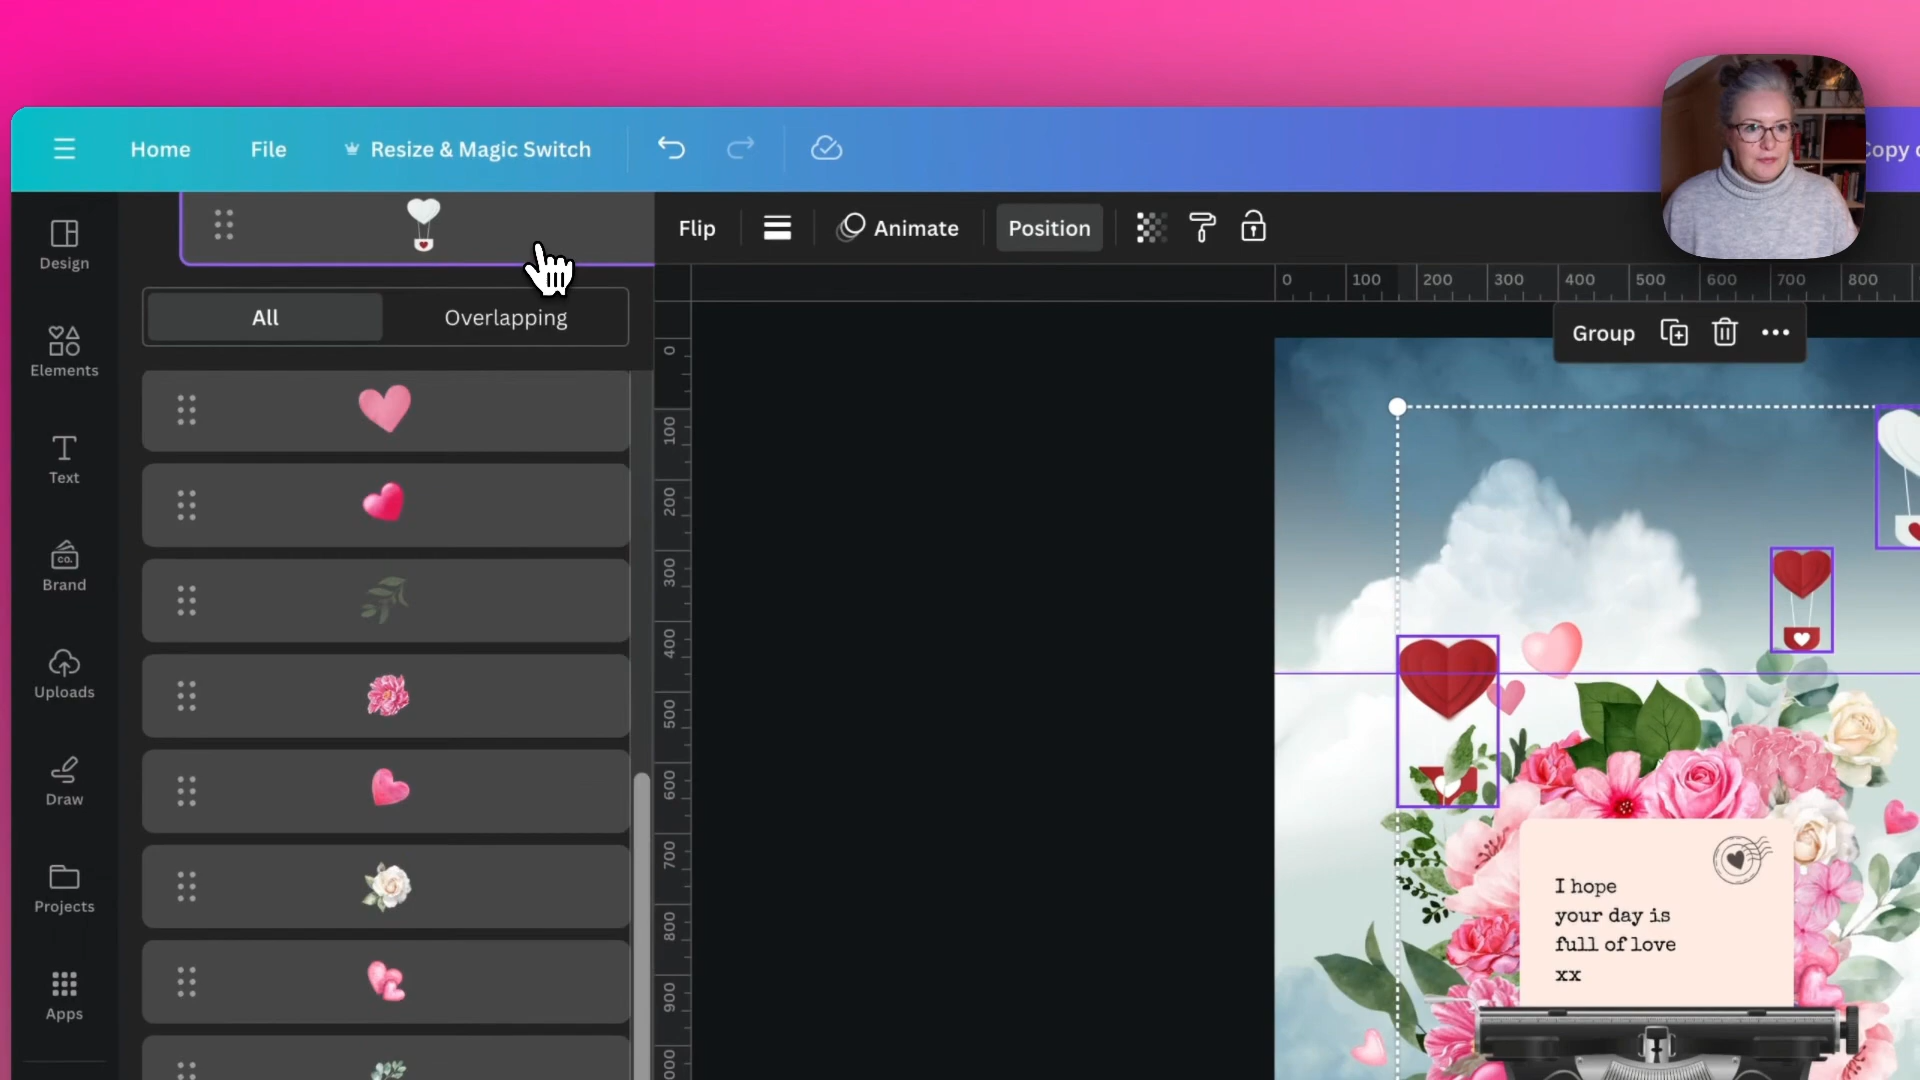 Home File Resize & Magic Switch Copy
Design
Elements
Text
Brand
CO.
Uploads
Draw
Projects
Apps
Flip Animate Position
All Overlapping
0 100 200 300 400 500 600 700 800
0
100
200
300
400
500
600
700
800
900
Group
I hope
your day is
full of love
xx